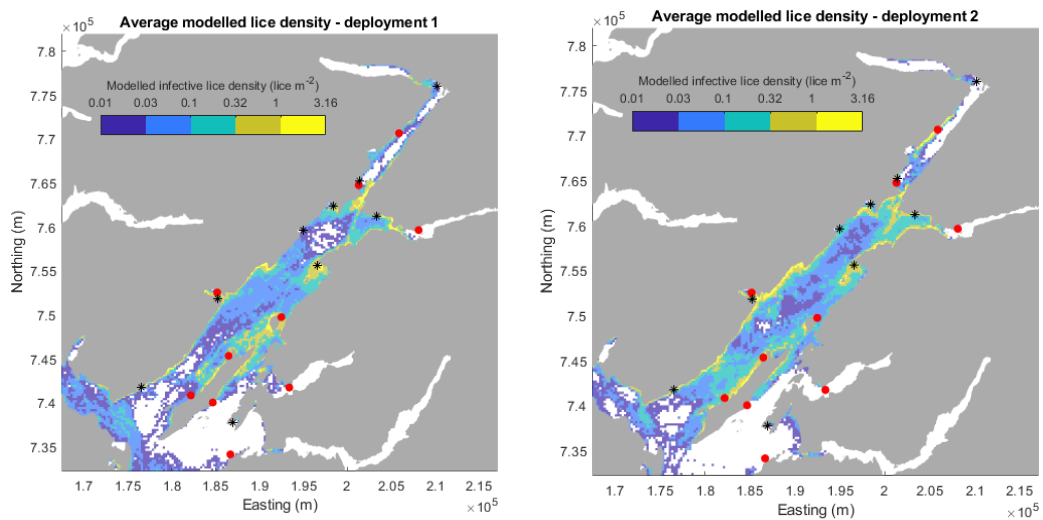 Average modelled lice density - deployment 1
× 10^5
Modelled infective lice density (lice m^-2)
0.01 0.03 0.1 0.32 1 3.16
7.8
7.75
7.7
7.65
7.6
7.55
7.5
7.45
7.4
7.35
Northing (m)
1.7 1.75 1.8 1.85 1.9 1.95 2 2.05 2.1 2.15
Easting (m)
× 10^5
Average modelled lice density - deployment 2
× 10^5
Modelled infective lice density (lice m^-2)
0.01 0.03 0.1 0.32 1 3.16
7.8
7.75
7.7
7.65
7.6
7.55
7.5
7.45
7.4
7.35
Northing (m)
1.7 1.75 1.8 1.85 1.9 1.95 2 2.05 2.1 2.15
Easting (m)
× 10^5